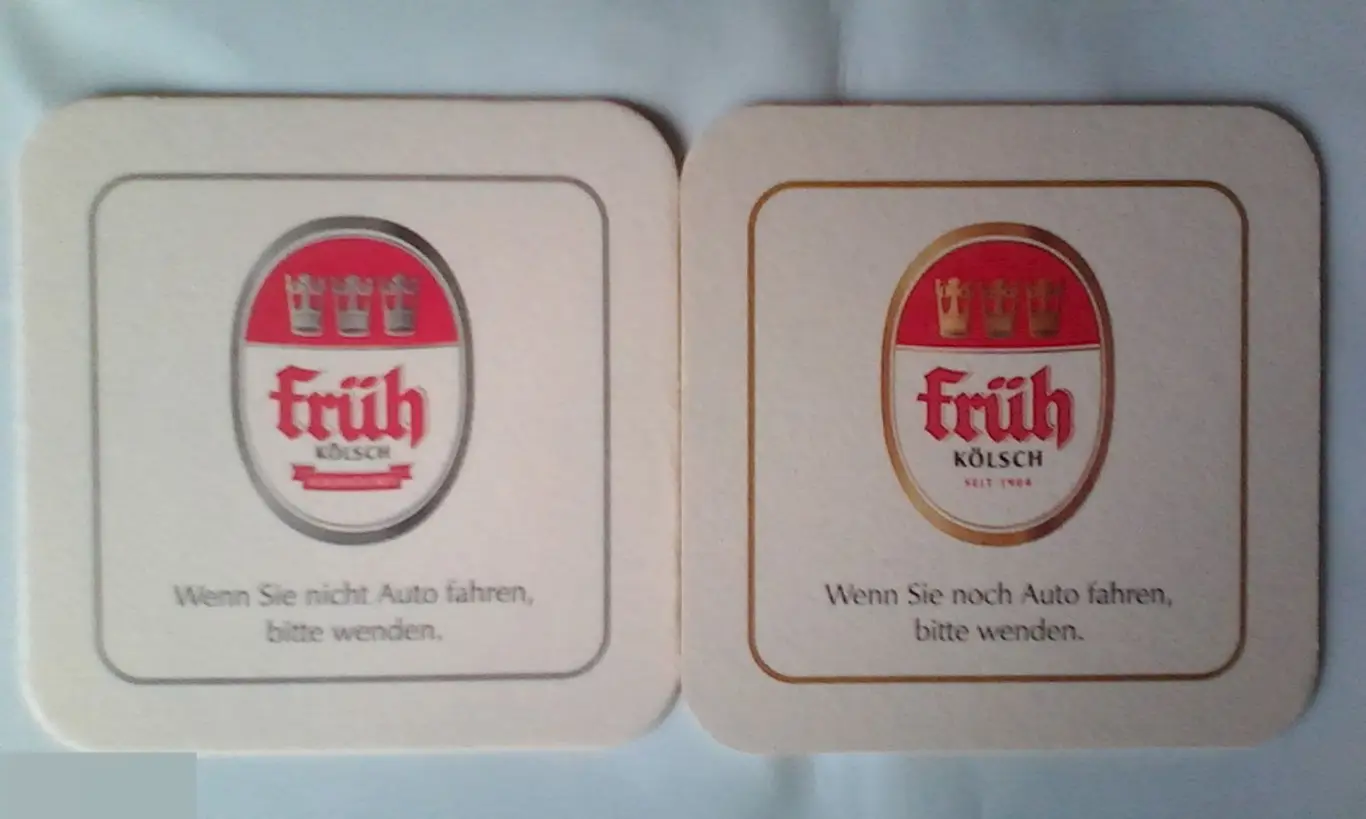 früh
KÖLSCH
Wenn Sie nicht Auto fahren,
bitte wenden.
früh
KÖLSCH
SEIT 1904
Wenn Sie noch Auto fahren,
bitte wenden.